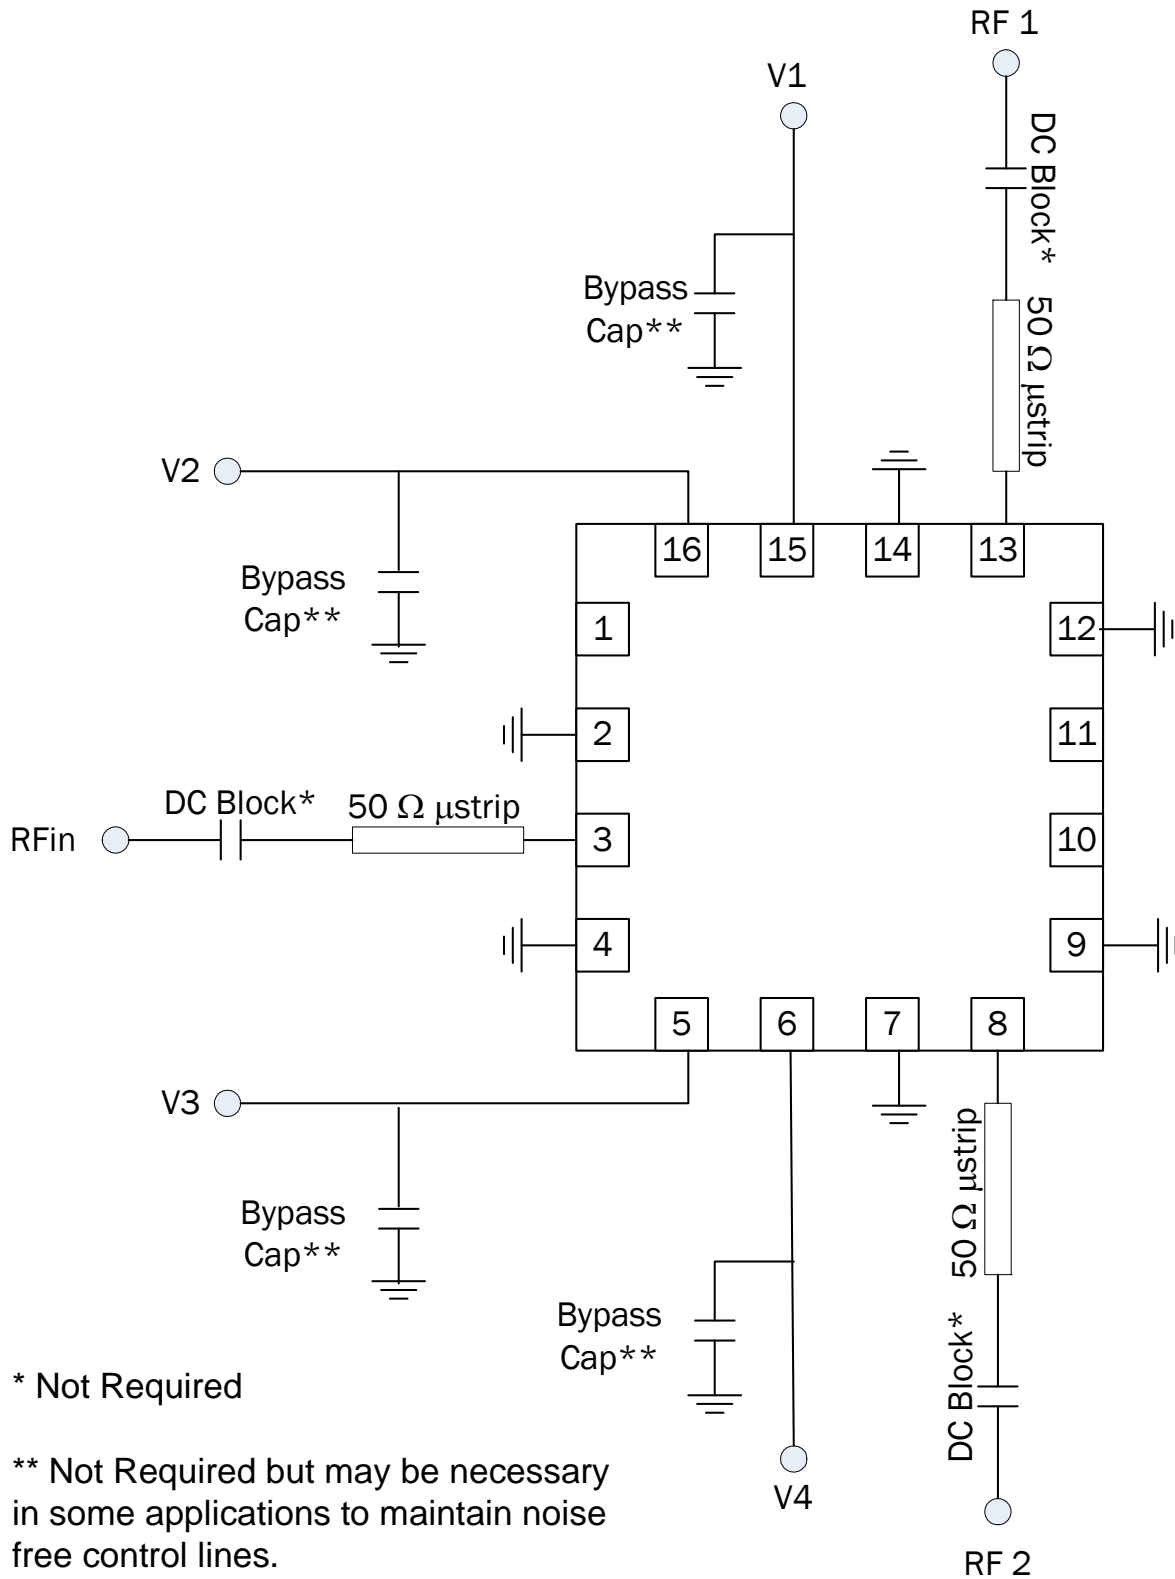 RF 1
V1
DC Block*
Bypass
Cap**
50 Ω μstrip
V2
16
15
14
13
Bypass
Cap**
1
12
2
11
DC Block*
50 Ω μstrip
RFin
3
10
4
9
5
6
7
8
V3
50 Ω μstrip
Bypass
Cap**
Bypass
Cap**
DC Block*
* Not Required
** Not Required but may be necessary
in some applications to maintain noise
free control lines.
V4
RF 2